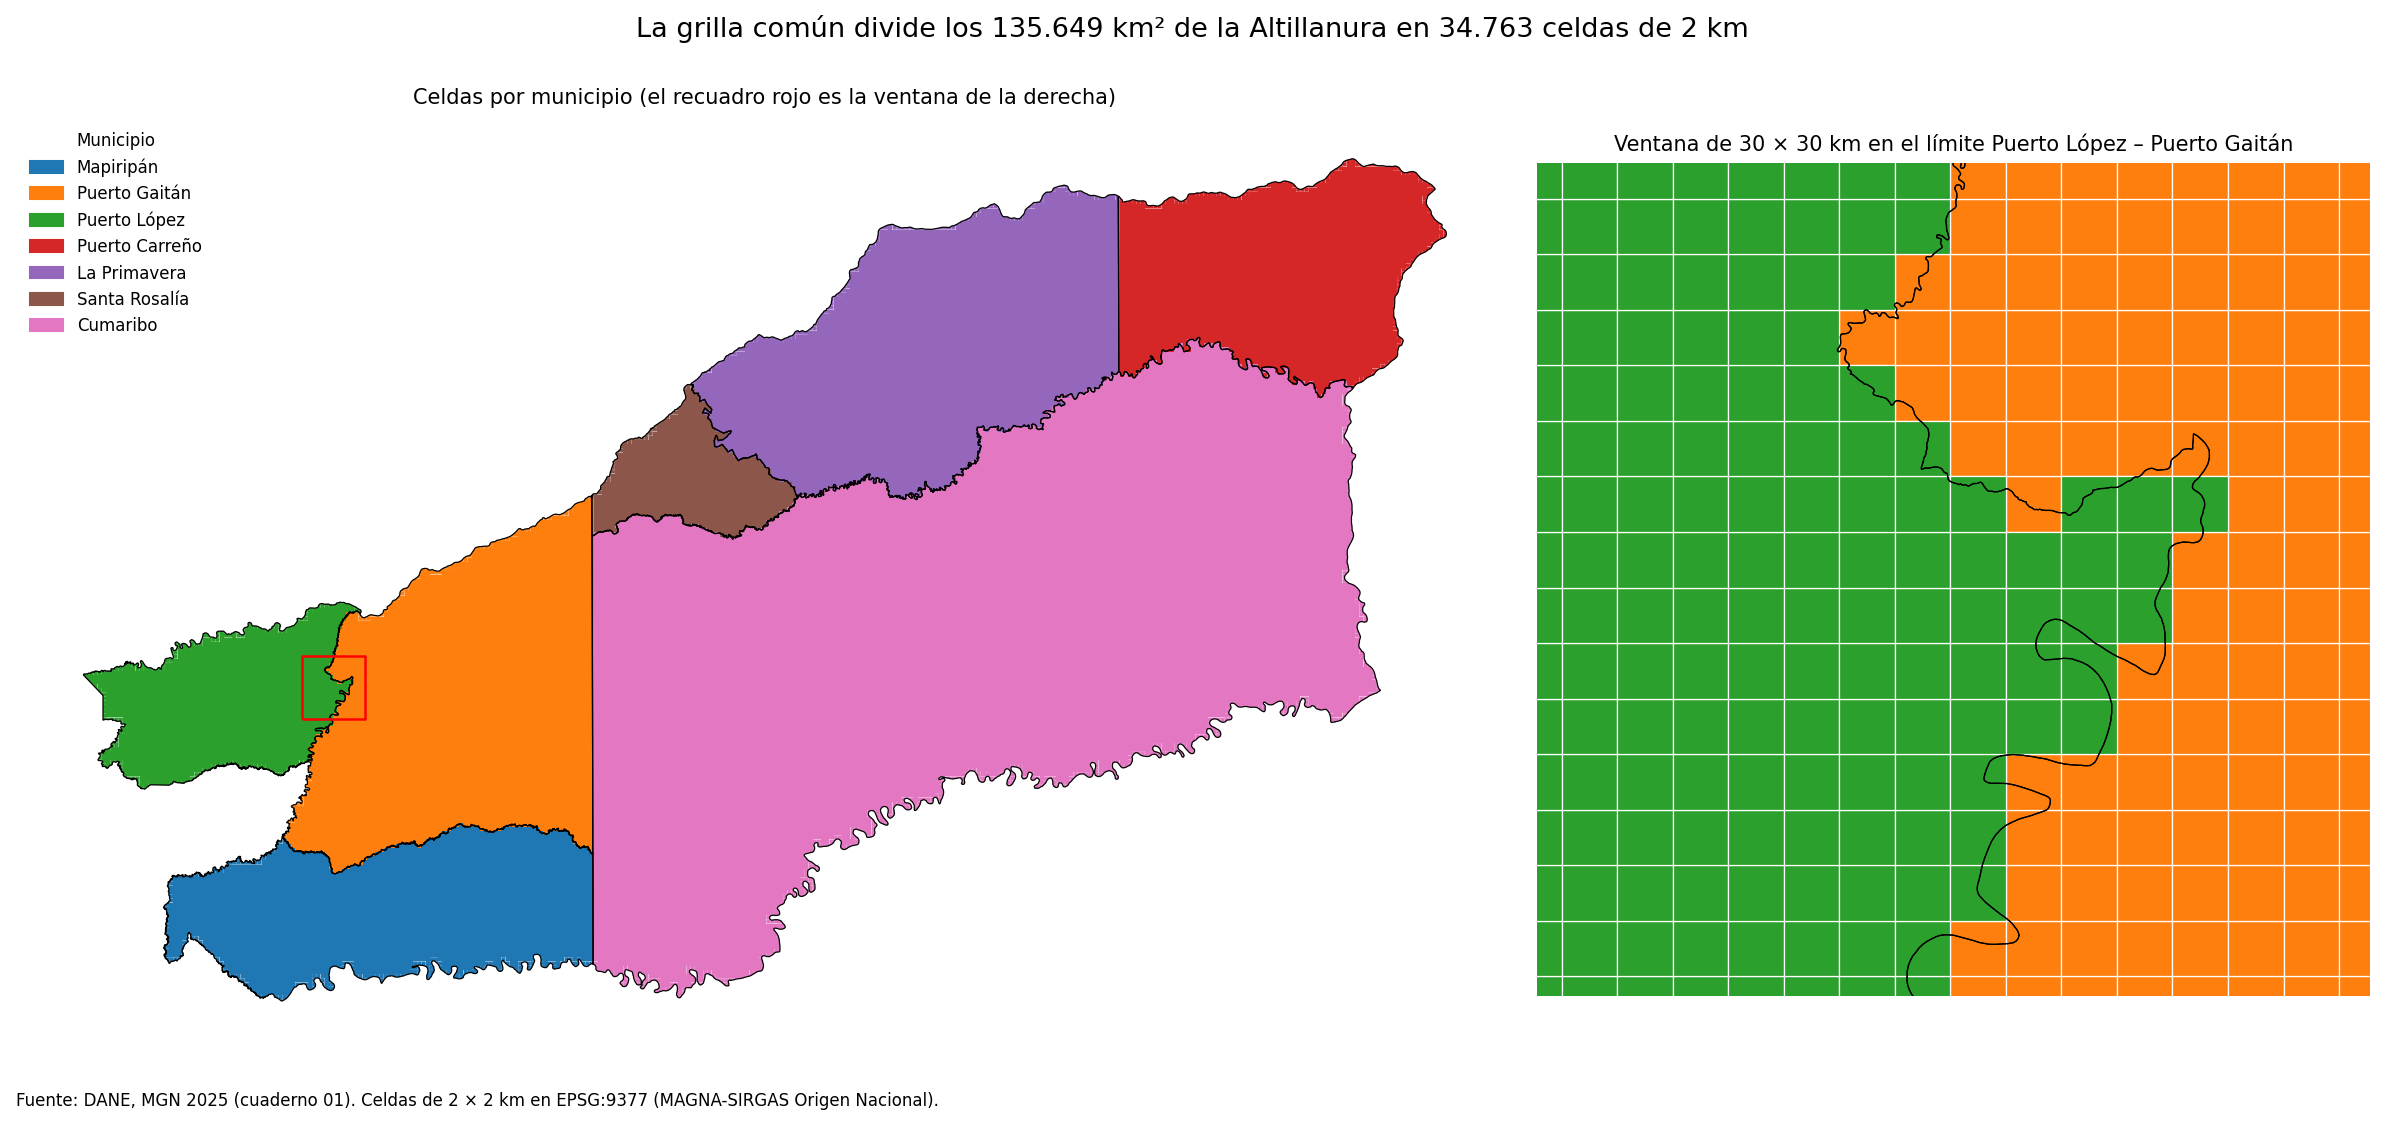 La grilla común divide los 135.649 km² de la Altillanura en 34.763 celdas de 2 km
Celdas por municipio (el recuadro rojo es la ventana de la derecha)
Municipio
Mapiripán
Puerto Gaitán
Puerto López
Puerto Carreño
La Primavera
Santa Rosalía
Cumaribo
Ventana de 30 × 30 km en el límite Puerto López – Puerto Gaitán
Fuente: DANE, MGN 2025 (cuaderno 01). Celdas de 2 × 2 km en EPSG:9377 (MAGNA-SIRGAS Origen Nacional).